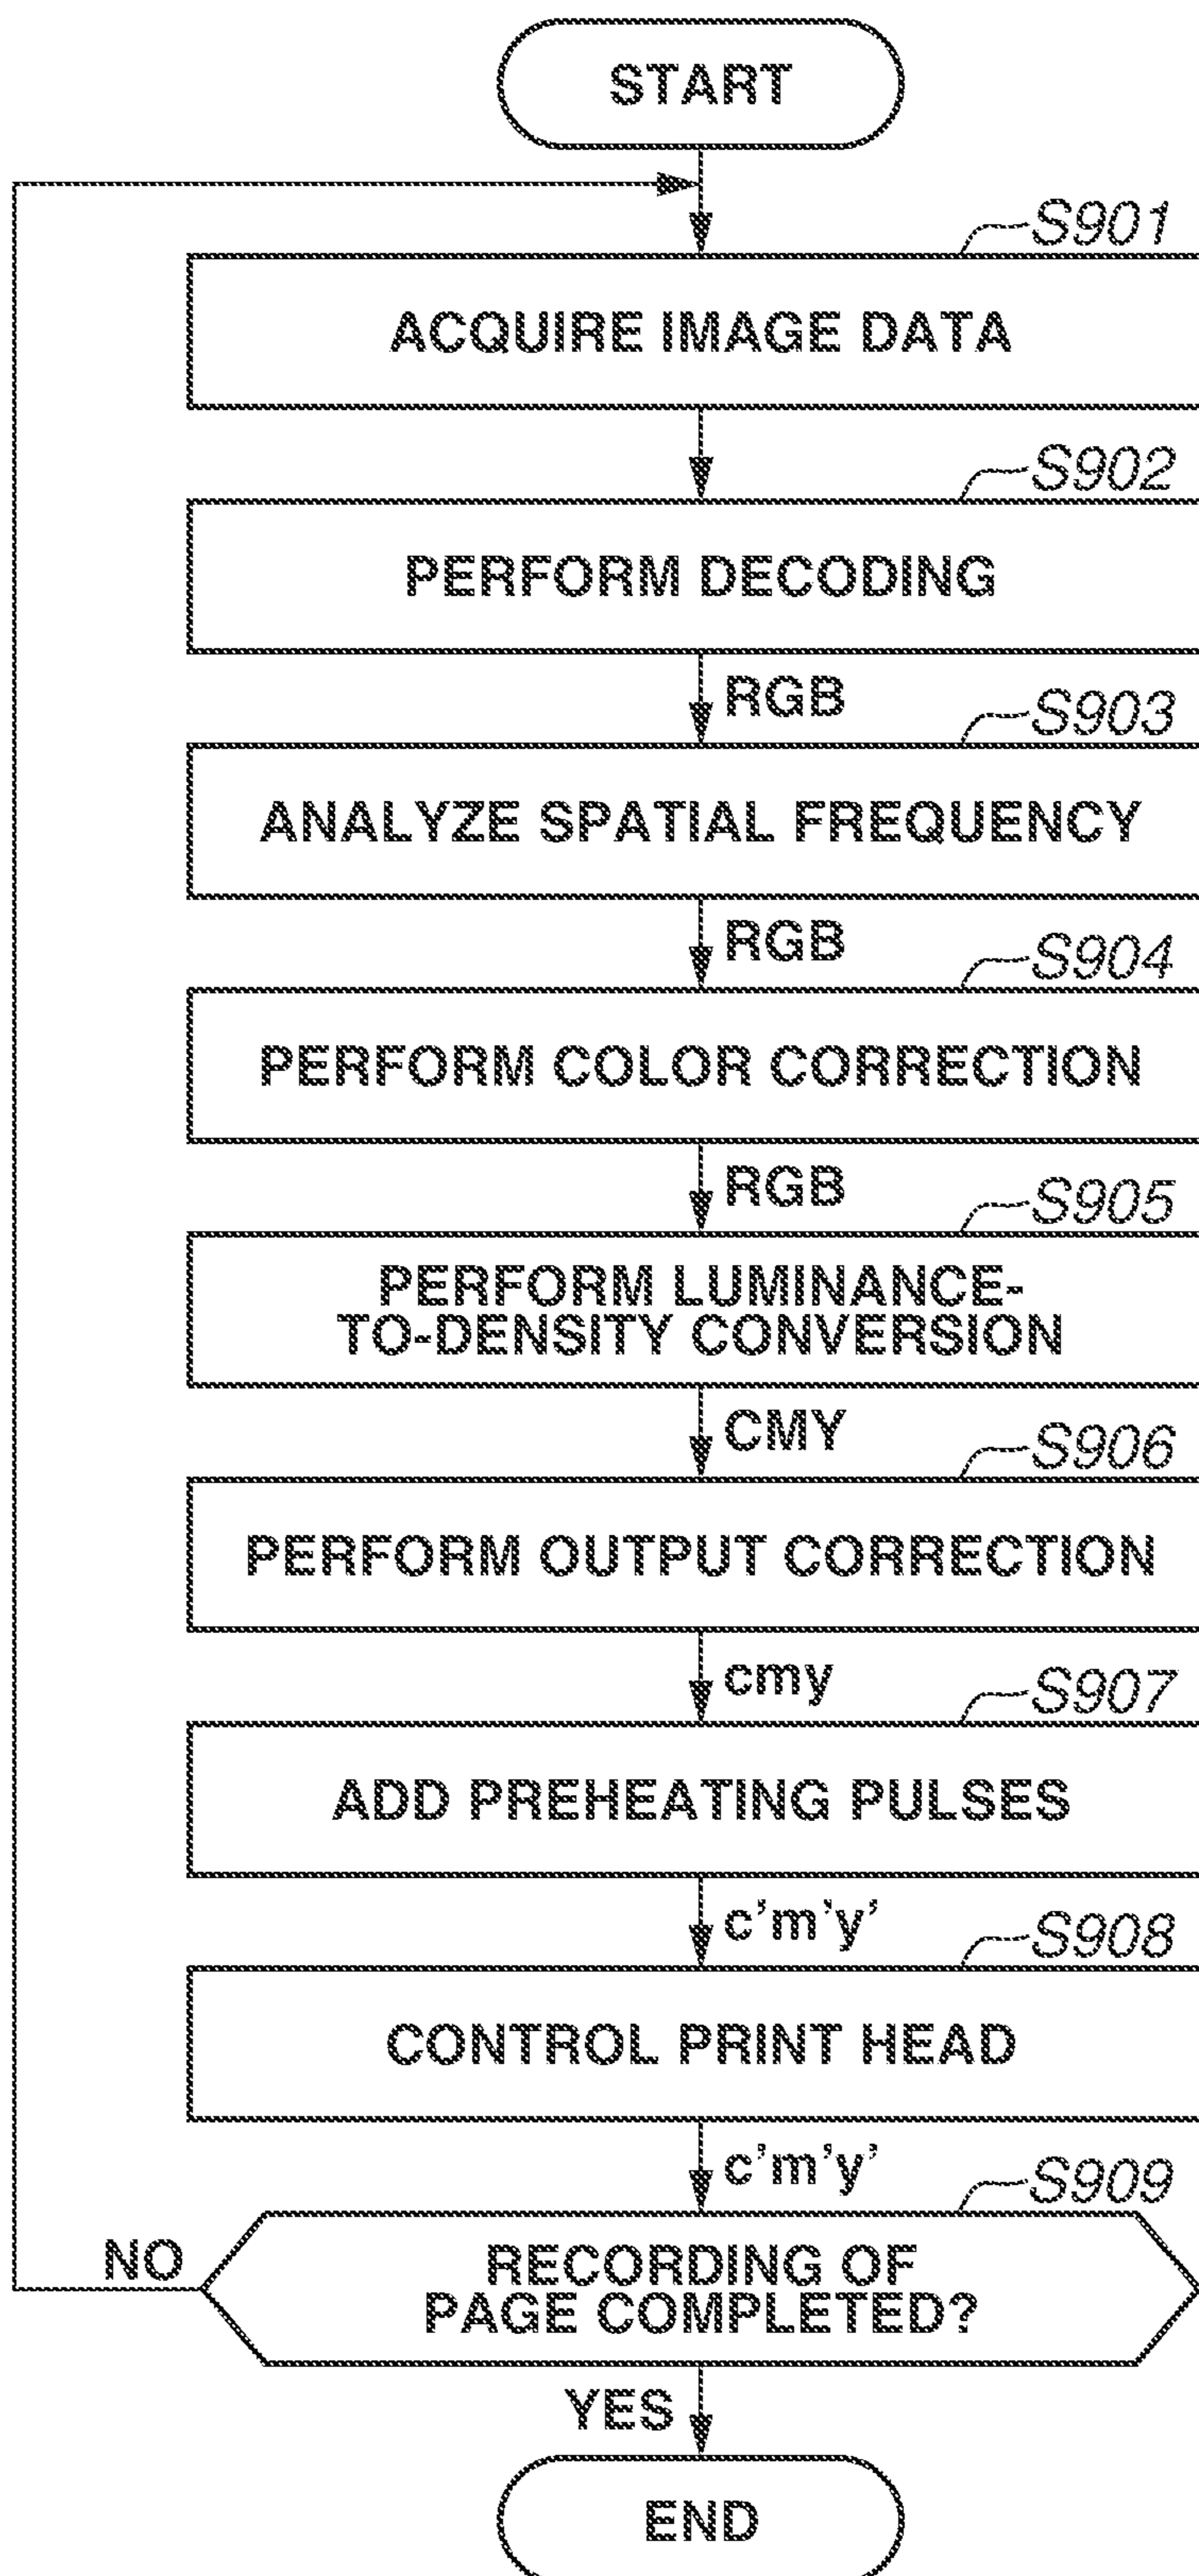 START
S901
ACQUIRE IMAGE DATA
S902
PERFORM DECODING
RGB
S903
ANALYZE SPATIAL FREQUENCY
RGB
S904
PERFORM COLOR CORRECTION
RGB
S905
PERFORM LUMINANCE-
TO-DENSITY CONVERSION
CMY
S906
PERFORM OUTPUT CORRECTION
cmy
S907
ADD PREHEATING PULSES
c’m’y’
S908
CONTROL PRINT HEAD
c’m’y’
S909
NO
RECORDING OF
PAGE COMPLETED?
YES
END